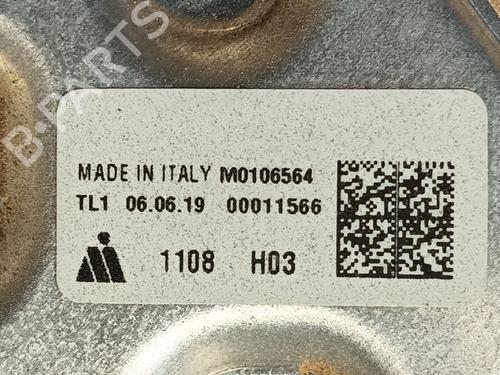 B-PARTS
MADE IN ITALY M0106564
TL1 06.06.19 00011566
1108 H03